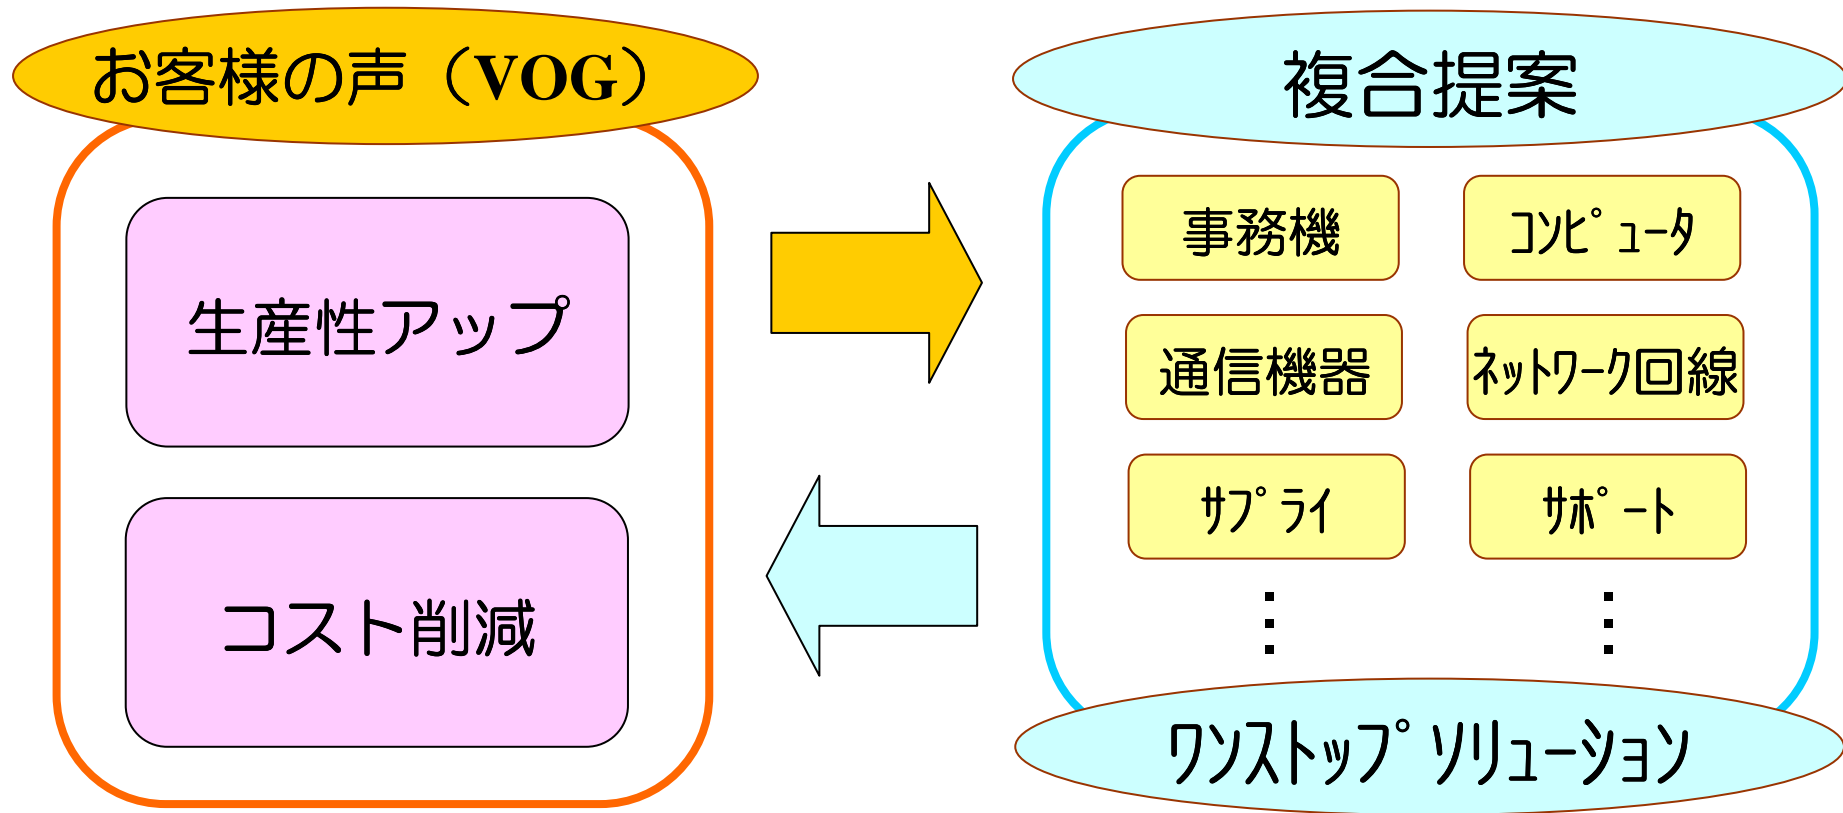 お客様の声（VOG）
生産性アップ
コスト削減
複合提案
事務機
ｺﾝﾋﾟｭｰﾀ
通信機器
ﾈｯﾄﾜｰｸ回線
ｻﾌﾟﾗｲ
ｻﾎﾟｰﾄ
ﾜﾝｽﾄｯﾌﾟｿﾘｭｰｼｮﾝ